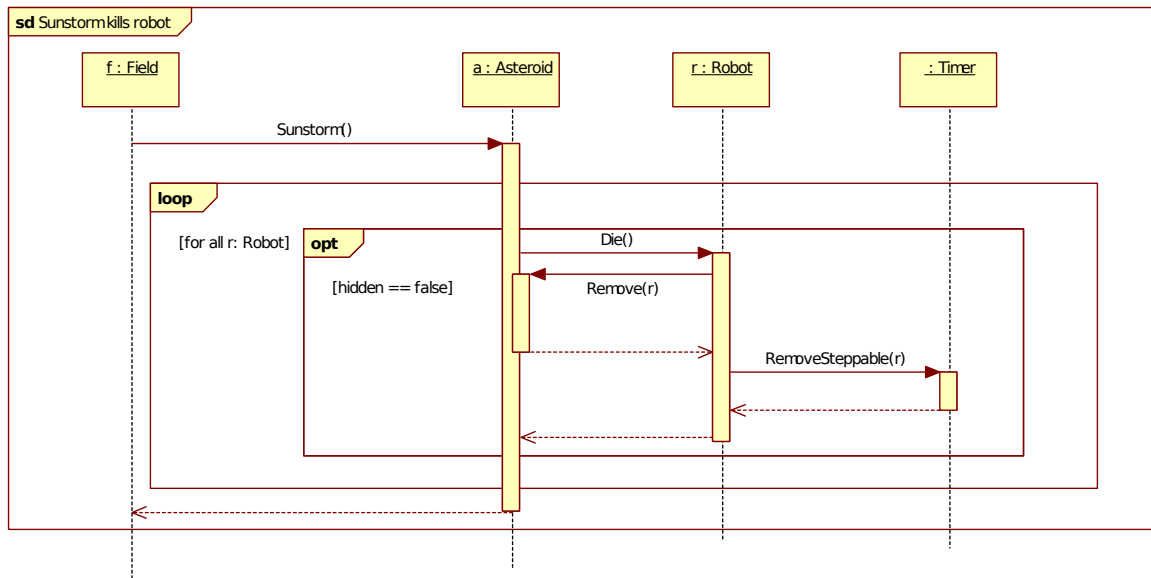 sd Sunstorm kills robot
f : Field
a : Asteroid
r : Robot
: Timer
Sunstorm()
loop
[for all r: Robot]
opt
Die()
[hidden == false]
Remove(r)
RemoveSteppable(r)